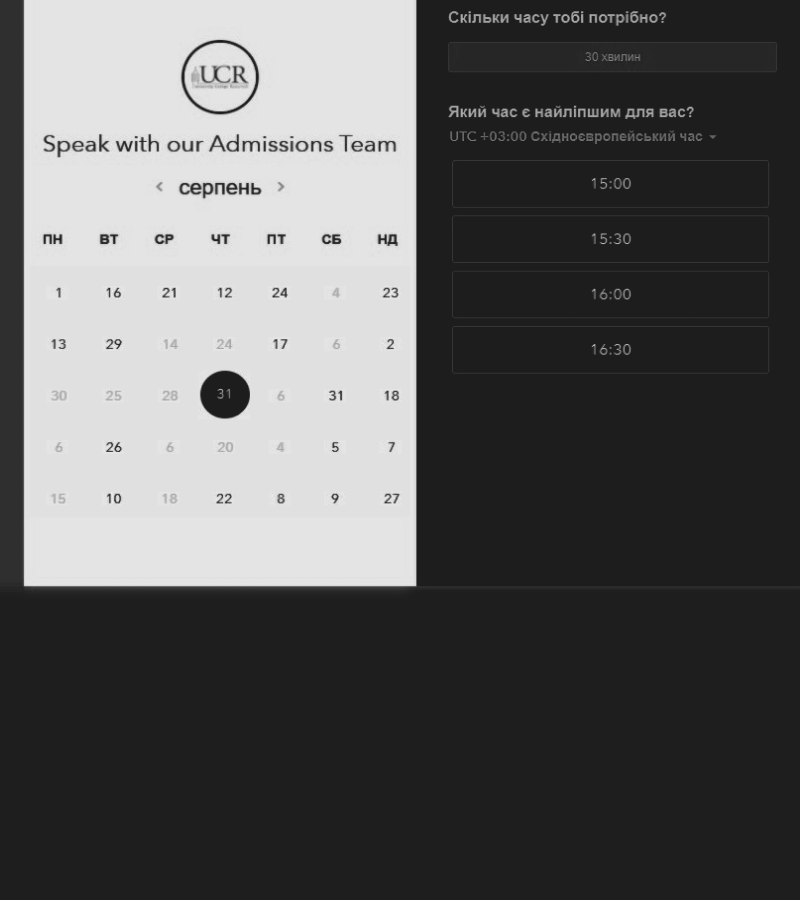 UCR
Speak with our Admissions Team
< серпень >
ПН ВТ СР ЧТ ПТ СБ НД
1 16 21 12 24 4 23
13 29 14 24 17 6 2
30 25 28 31 6 31 18
6 26 6 20 4 5 7
15 10 18 22 8 9 27
Скільки часу тобі потрібно?
30 хвилин
Який час є найліпшим для вас?
UTC +03:00 Східноєвропейський час
15:00
15:30
16:00
16:30